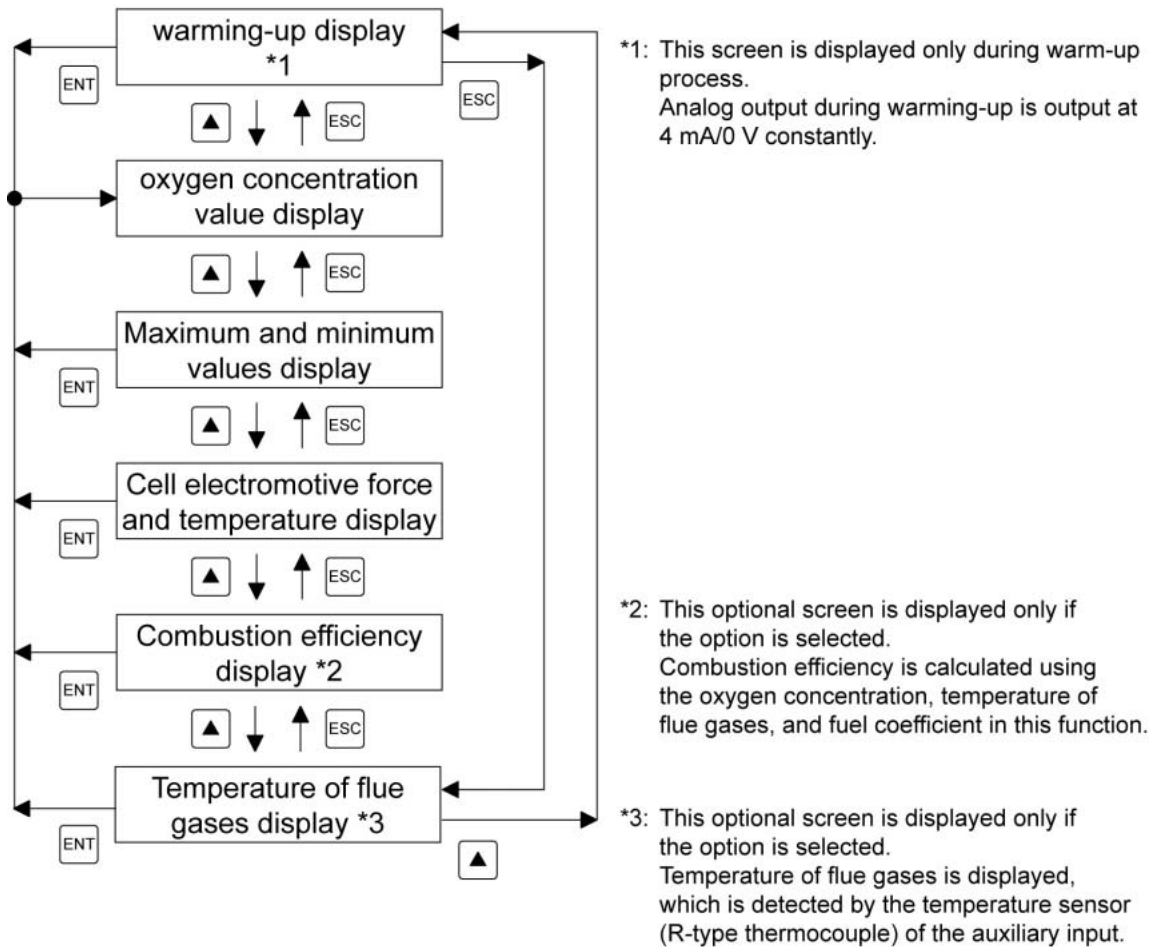 warming-up display
*1
ENT
ESC
▲
ESC
oxygen concentration
value display
▲
ESC
Maximum and minimum
values display
ENT
▲
ESC
Cell electromotive force
and temperature display
ENT
▲
ESC
Combustion efficiency
display *2
ENT
▲
ESC
Temperature of flue
gases display *3
ENT
▲
*1: This screen is displayed only during warm-up
process.
Analog output during warming-up is output at
4 mA/0 V constantly.
*2: This optional screen is displayed only if
the option is selected.
Combustion efficiency is calculated using
the oxygen concentration, temperature of
flue gases, and fuel coefficient in this function.
*3: This optional screen is displayed only if
the option is selected.
Temperature of flue gases is displayed,
which is detected by the temperature sensor
(R-type thermocouple) of the auxiliary input.